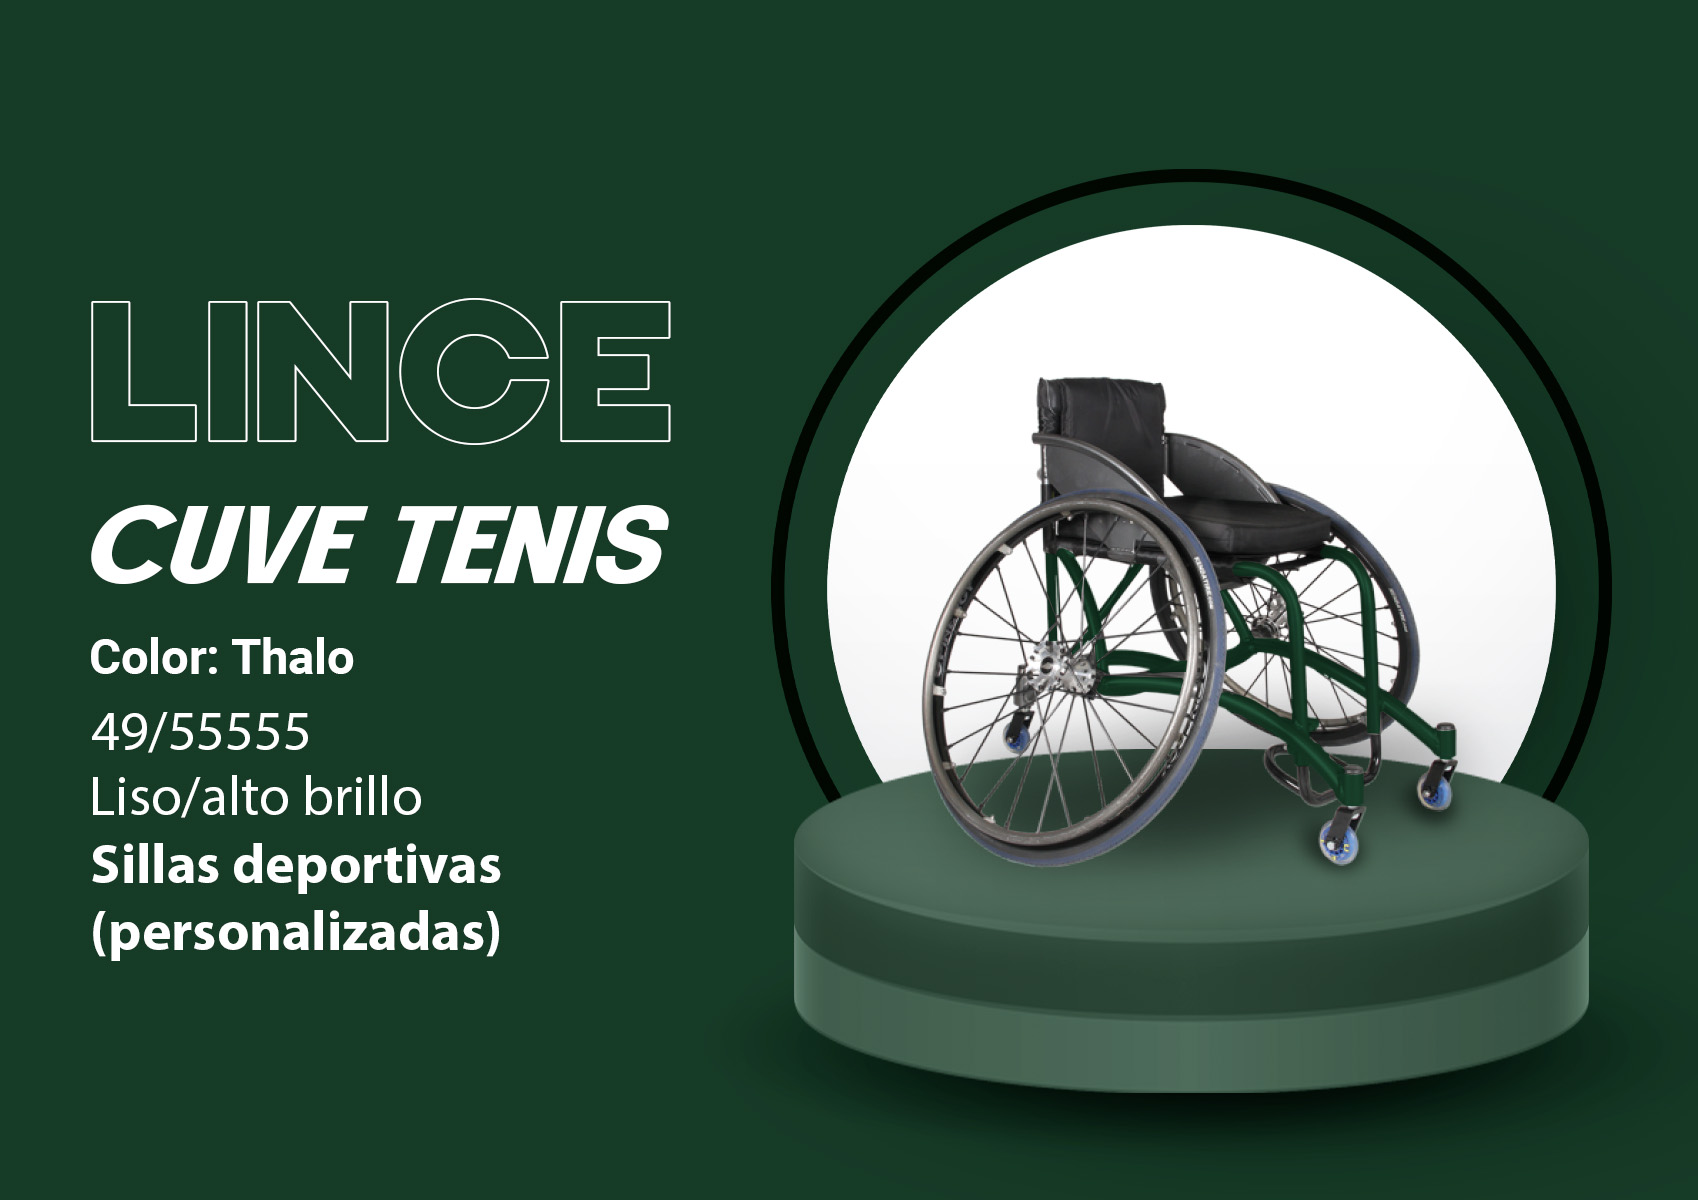 LINCE
CUVE TENIS
Color: Thalo
49/55555
Liso/alto brillo
Sillas deportivas
(personalizadas)